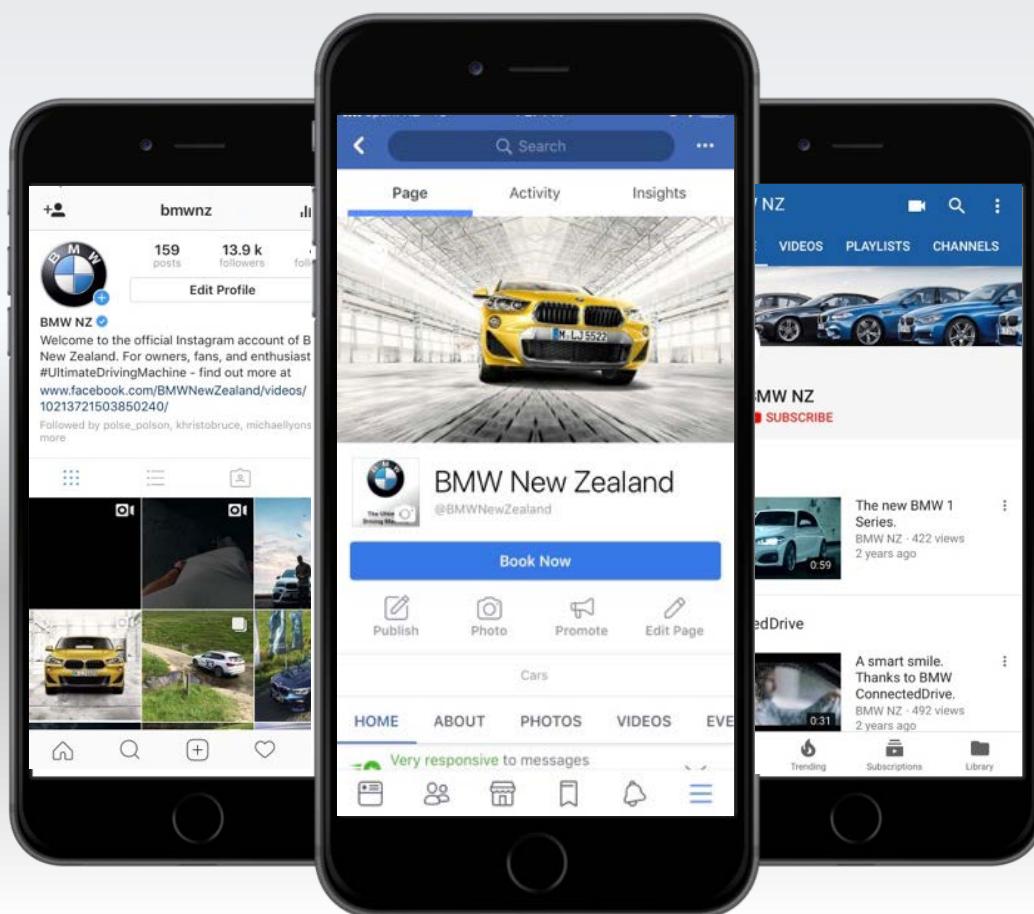 bmwnz
159
13.9 k
posts
followers
Edit Profile
BMW NZ
Welcome to the official Instagram account of B
New Zealand. For owners, fans, and enthusiast
#UltimateDrivingMachine - find out more at
www.facebook.com/BMWNewZealand/videos/
10213721503850240/
Followed by polse_polson, khristobruce, michaellyons
more
Search
Page
Activity
Insights
M·LJ 5522
BMW
BMW New Zealand
@BMWNewZealand
Book Now
Publish
Photo
Promote
Edit Page
Cars
HOME
ABOUT
PHOTOS
VIDEOS
EVE
Very responsive to messages
NZ
VIDEOS
PLAYLISTS
CHANNELS
MW NZ
SUBSCRIBE
The new BMW 1
Series.
BMW NZ · 422 views
2 years ago
0:59
edDrive
A smart smile.
Thanks to BMW
ConnectedDrive.
BMW NZ · 492 views
2 years ago
0:31
Trending
Subscriptions
Library